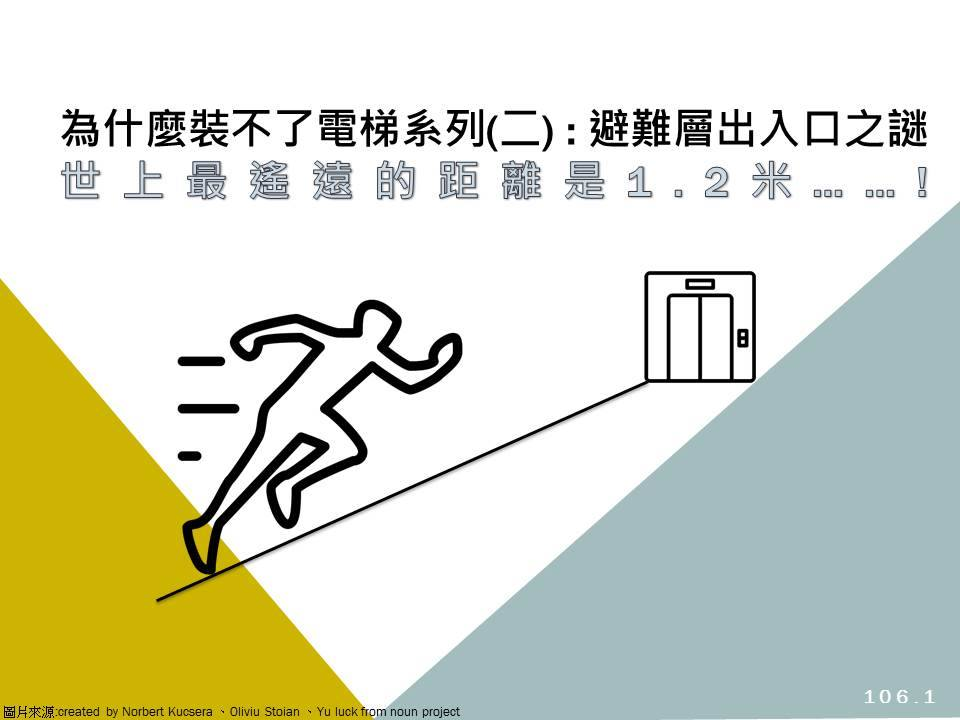 為什麼裝不了電梯系列(二) : 避難層出入口之謎
世上最遙遠的距離是1.2米……!
106.1
圖片來源:created by Norbert Kucsera 、Oliviu Stoian 、Yu luck from noun project